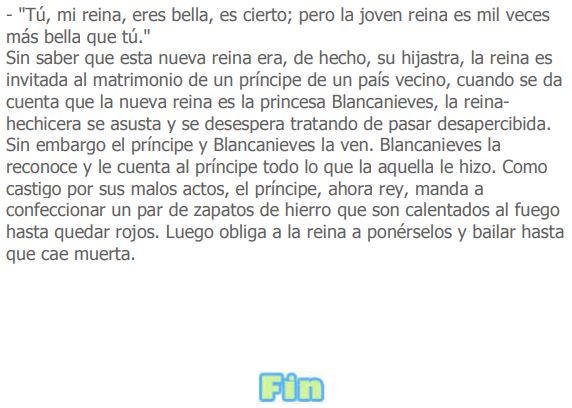 - "Tú, mi reina, eres bella, es cierto; pero la joven reina es mil veces
más bella que tú."
Sin saber que esta nueva reina era, de hecho, su hijastra, la reina es
invitada al matrimonio de un príncipe de un país vecino, cuando se da
cuenta que la nueva reina es la princesa Blancanieves, la reina-
hechicera se asusta y se desespera tratando de pasar desapercibida.
Sin embargo el príncipe y Blancanieves la ven. Blancanieves la
reconoce y le cuenta al príncipe todo lo que la aquella le hizo. Como
castigo por sus malos actos, el príncipe, ahora rey, manda a
confeccionar un par de zapatos de hierro que son calentados al fuego
hasta quedar rojos. Luego obliga a la reina a ponérselos y bailar hasta
que cae muerta.
Fin